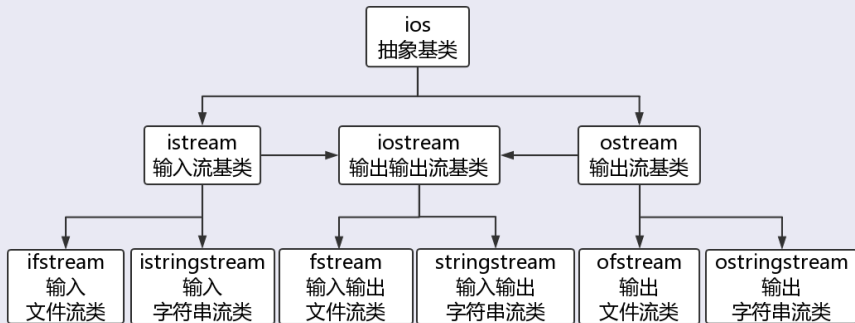 ios
抽象基类
istream
输入流基类
iostream
输出输出流基类
ostream
输出流基类
ifstream
输入
文件流类
istringstream
输入
字符串流类
fstream
输入输出
文件流类
stringstream
输入输出
字符串流类
ofstream
输出
文件流类
ostringstream
输出
字符串流类